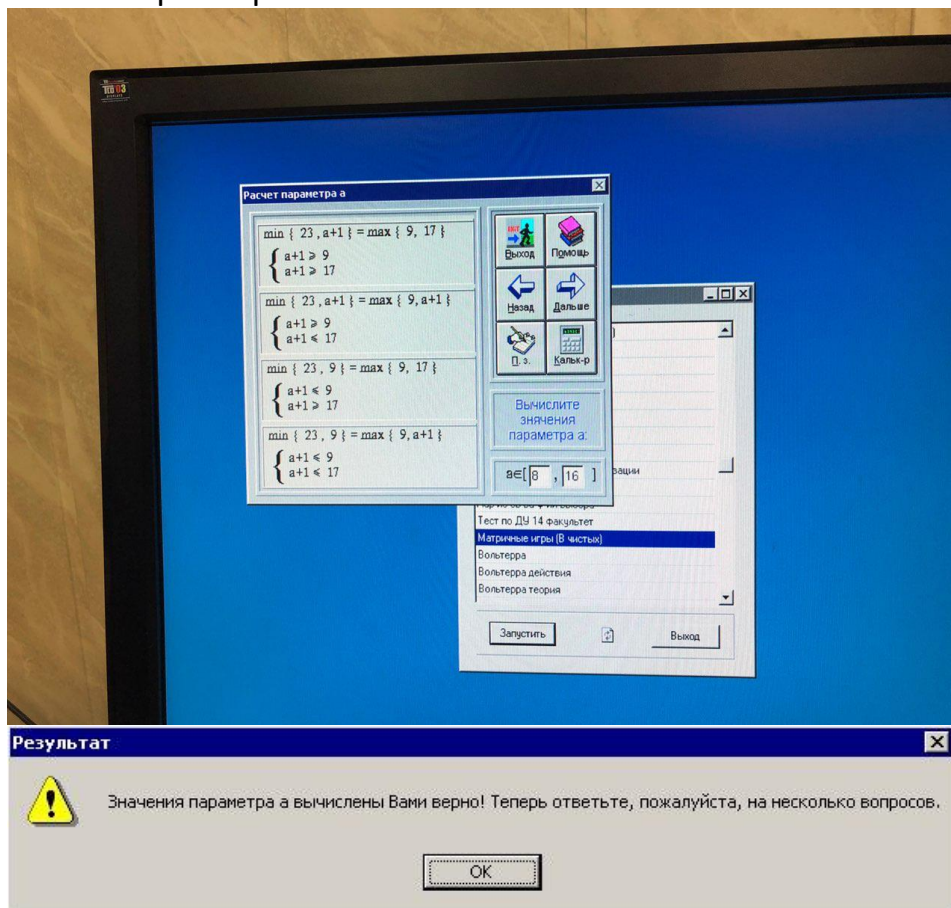 TCO 03
Расчет параметра а
min { 23 ,a+1 } = max { 9, 17 }
{ a+1 ⩾ 9
a+1 ⩾ 17
min { 23 ,a+1 } = max { 9,a+1 }
{ a+1 ⩾ 9
a+1 ⩽ 17
min { 23 , 9 } = max { 9, 17 }
{ a+1 ⩽ 9
a+1 ⩾ 17
min { 23 , 9 } = max { 9,a+1 }
{ a+1 ⩽ 9
a+1 ⩽ 17
Выход Помощь
Назад Дальше
П. з. Кальк-р
Вычислите
знячения
параметра а:
a∈[ 8 , 16 ]
зации
Тест по ДУ 14 факультет
Матричные игры (В чистых)
Вольтерра
Вольтерра действия
Вольтерра теория
Запустить Выход
Результат
Значения параметра а вычислены Вами верно! Теперь ответьте, пожалуйста, на несколько вопросов.
OK